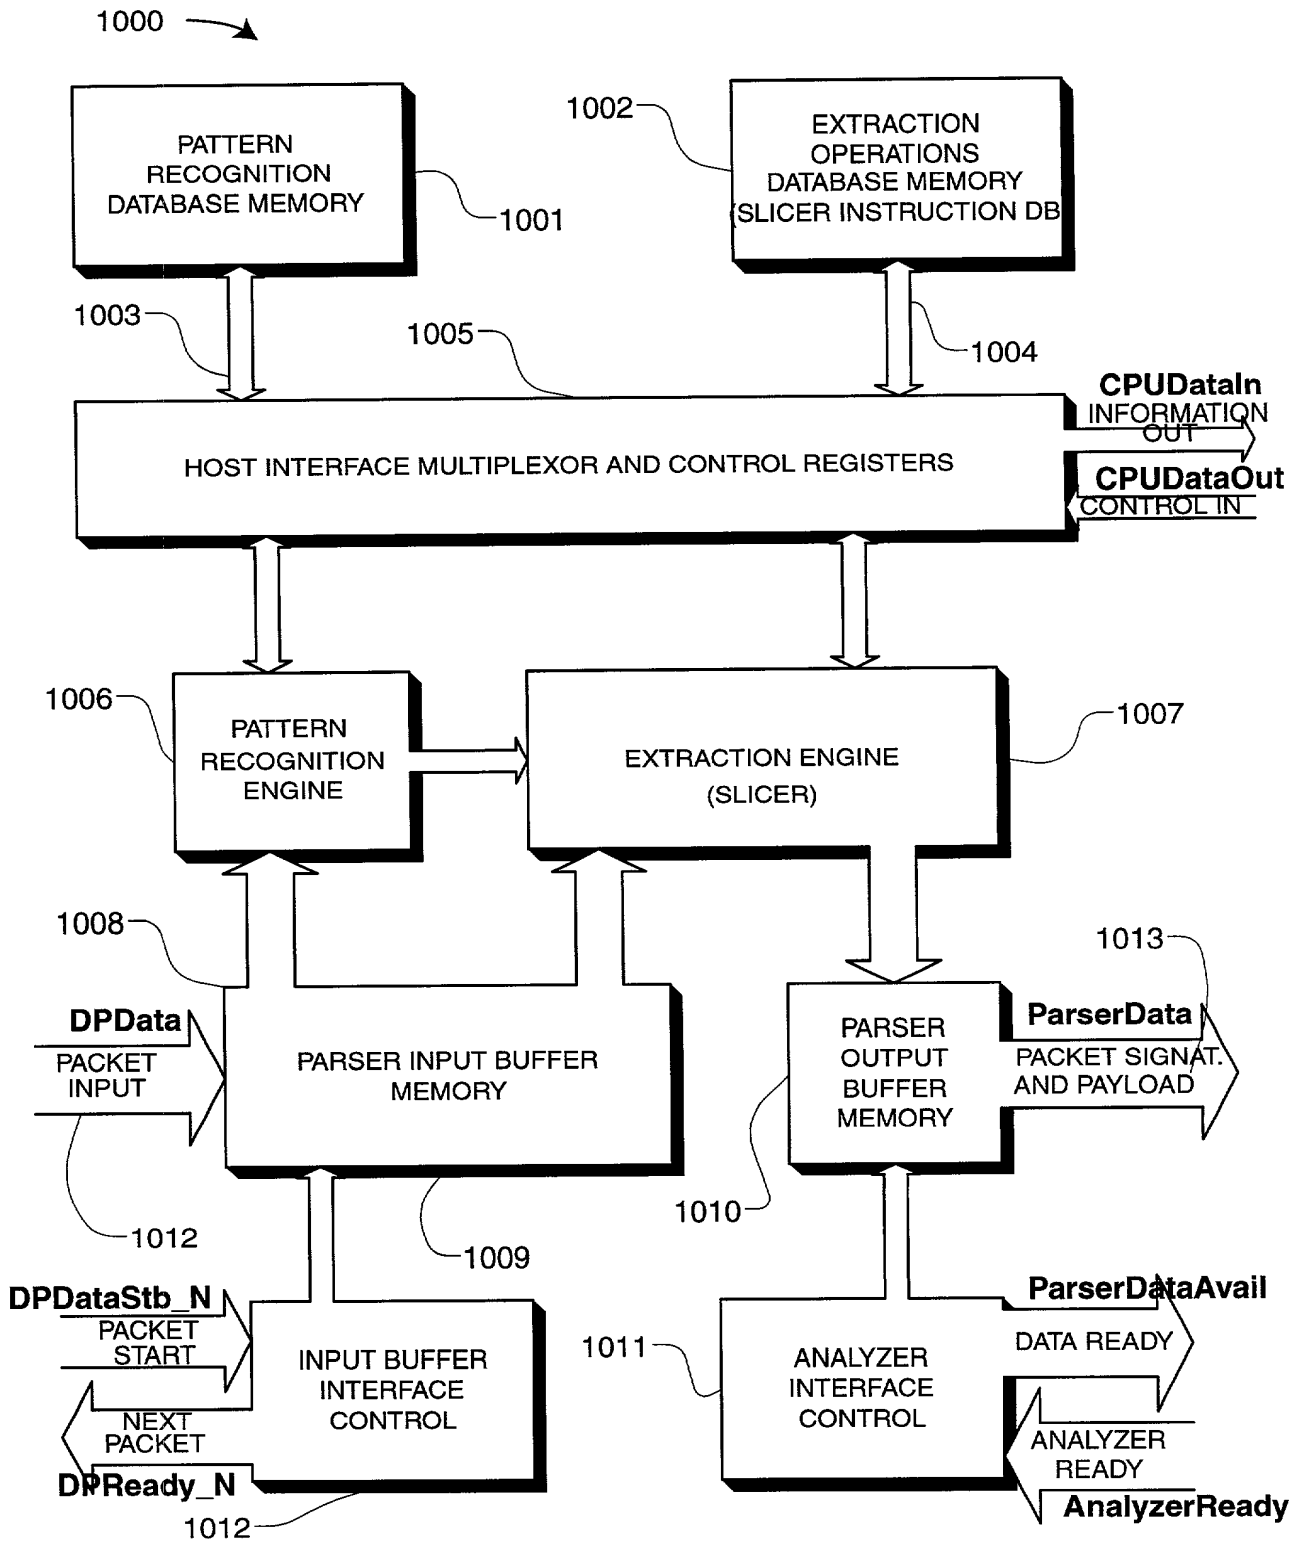 1000
PATTERN
RECOGNITION
DATABASE MEMORY
1001
1002
EXTRACTION
OPERATIONS
DATABASE MEMORY
(SLICER INSTRUCTION DB
1003
1004
1005
HOST INTERFACE MULTIPLEXOR AND CONTROL REGISTERS
CPUDataIn
INFORMATION
OUT
CPUDataOut
CONTROL IN
1006
PATTERN
RECOGNITION
ENGINE
EXTRACTION ENGINE
(SLICER)
1007
1008
DPData
PACKET
INPUT
1012
PARSER INPUT BUFFER
MEMORY
1009
PARSER
OUTPUT
BUFFER
MEMORY
1010
1013
ParserData
PACKET SIGNAT.
AND PAYLOAD
DPDataStb_N
PACKET
START
NEXT
PACKET
DPReady_N
INPUT BUFFER
INTERFACE
CONTROL
1012
1011
ANALYZER
INTERFACE
CONTROL
ParserDataAvail
DATA READY
ANALYZER
READY
AnalyzerReady